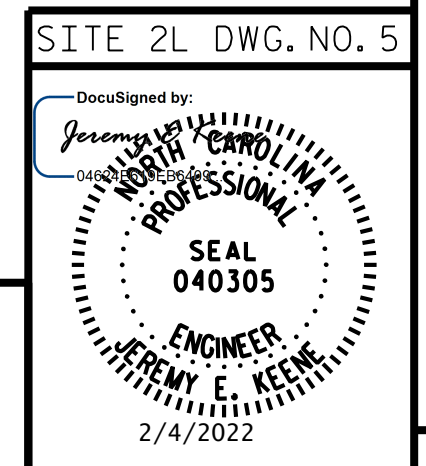 SITE 2L DWG. NO. 5
DocuSigned by:
Jeremy E Keene
NORTH CAROLINA
PROFESSIONAL
SEAL
040305
ENGINEER
JEREMY E. KEENE
2/4/2022